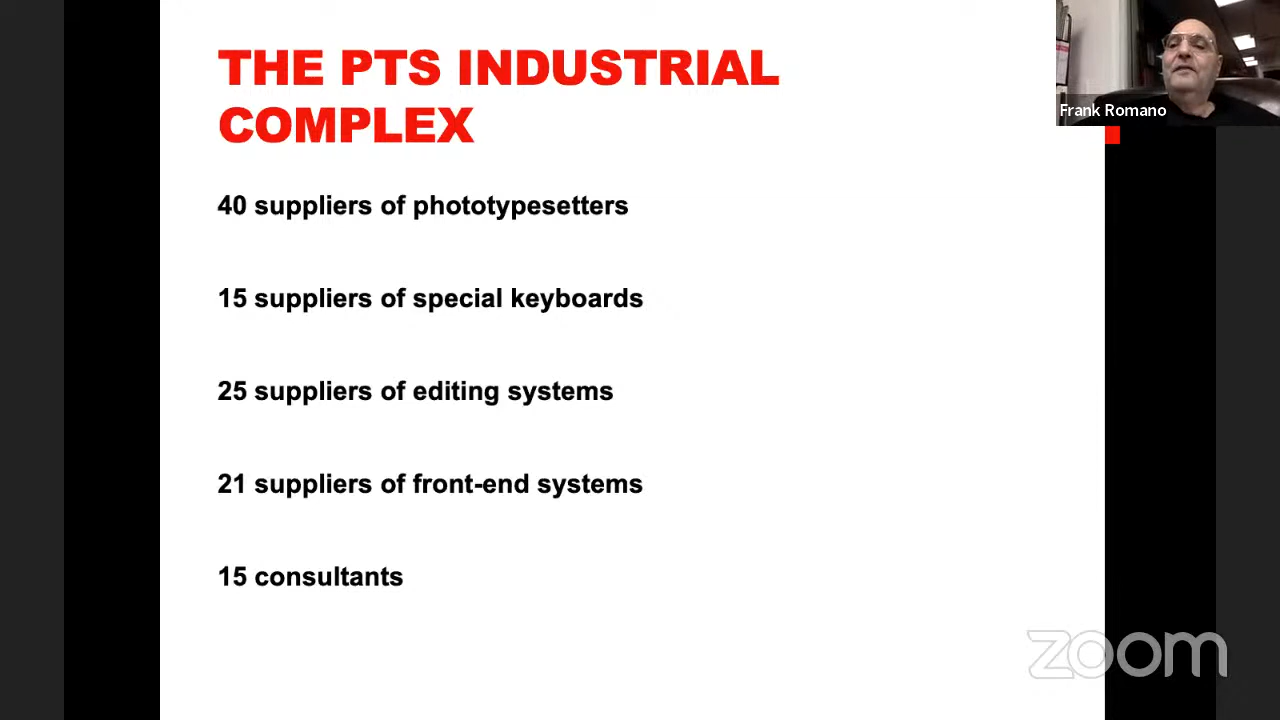 THE PTS INDUSTRIAL
COMPLEX
Frank Romano
40 suppliers of phototypesetters
15 suppliers of special keyboards
25 suppliers of editing systems
21 suppliers of front-end systems
15 consultants
zoom